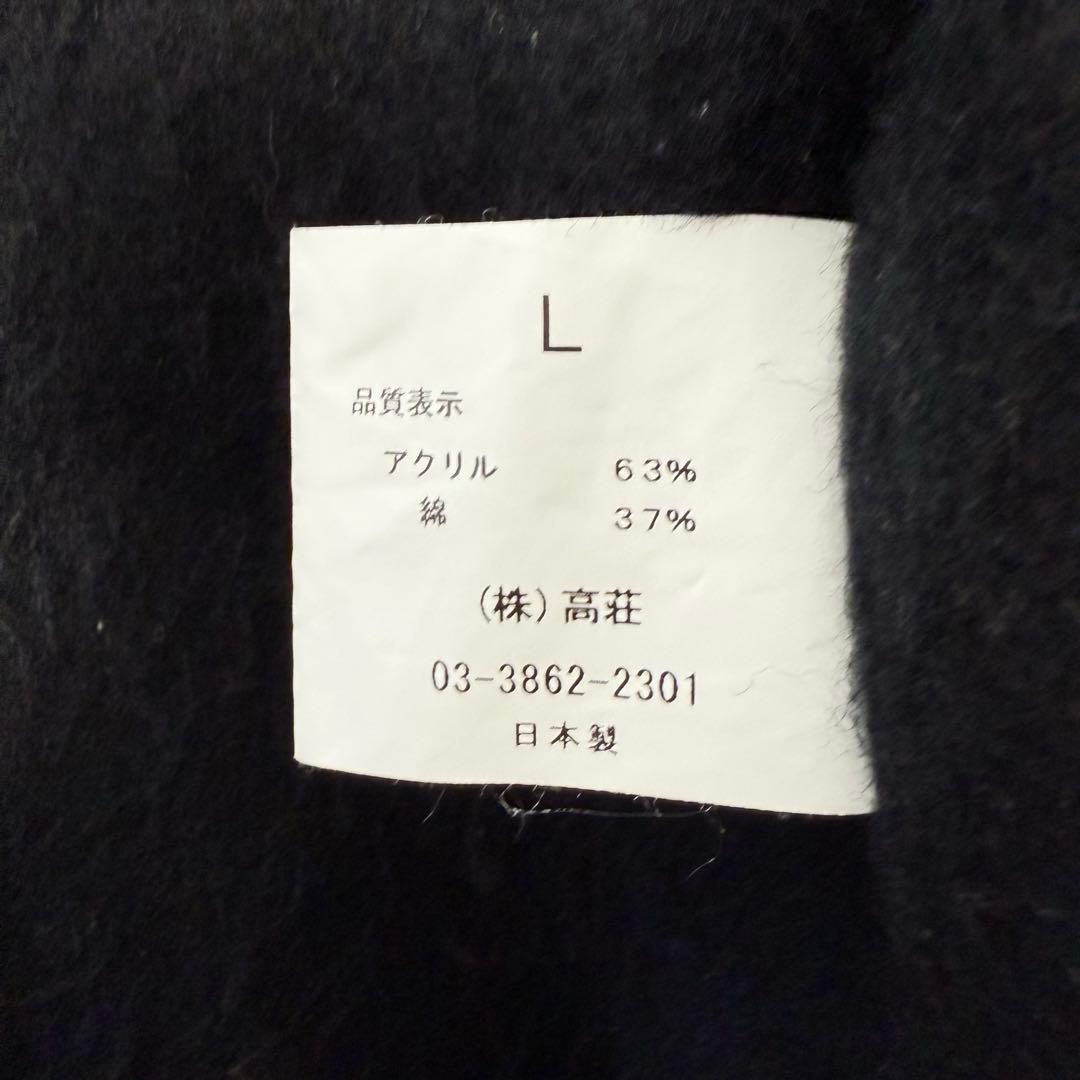 L
品質表示
アクリル 63%
綿 37%
(株)高荘
03-3862-2301
日本製